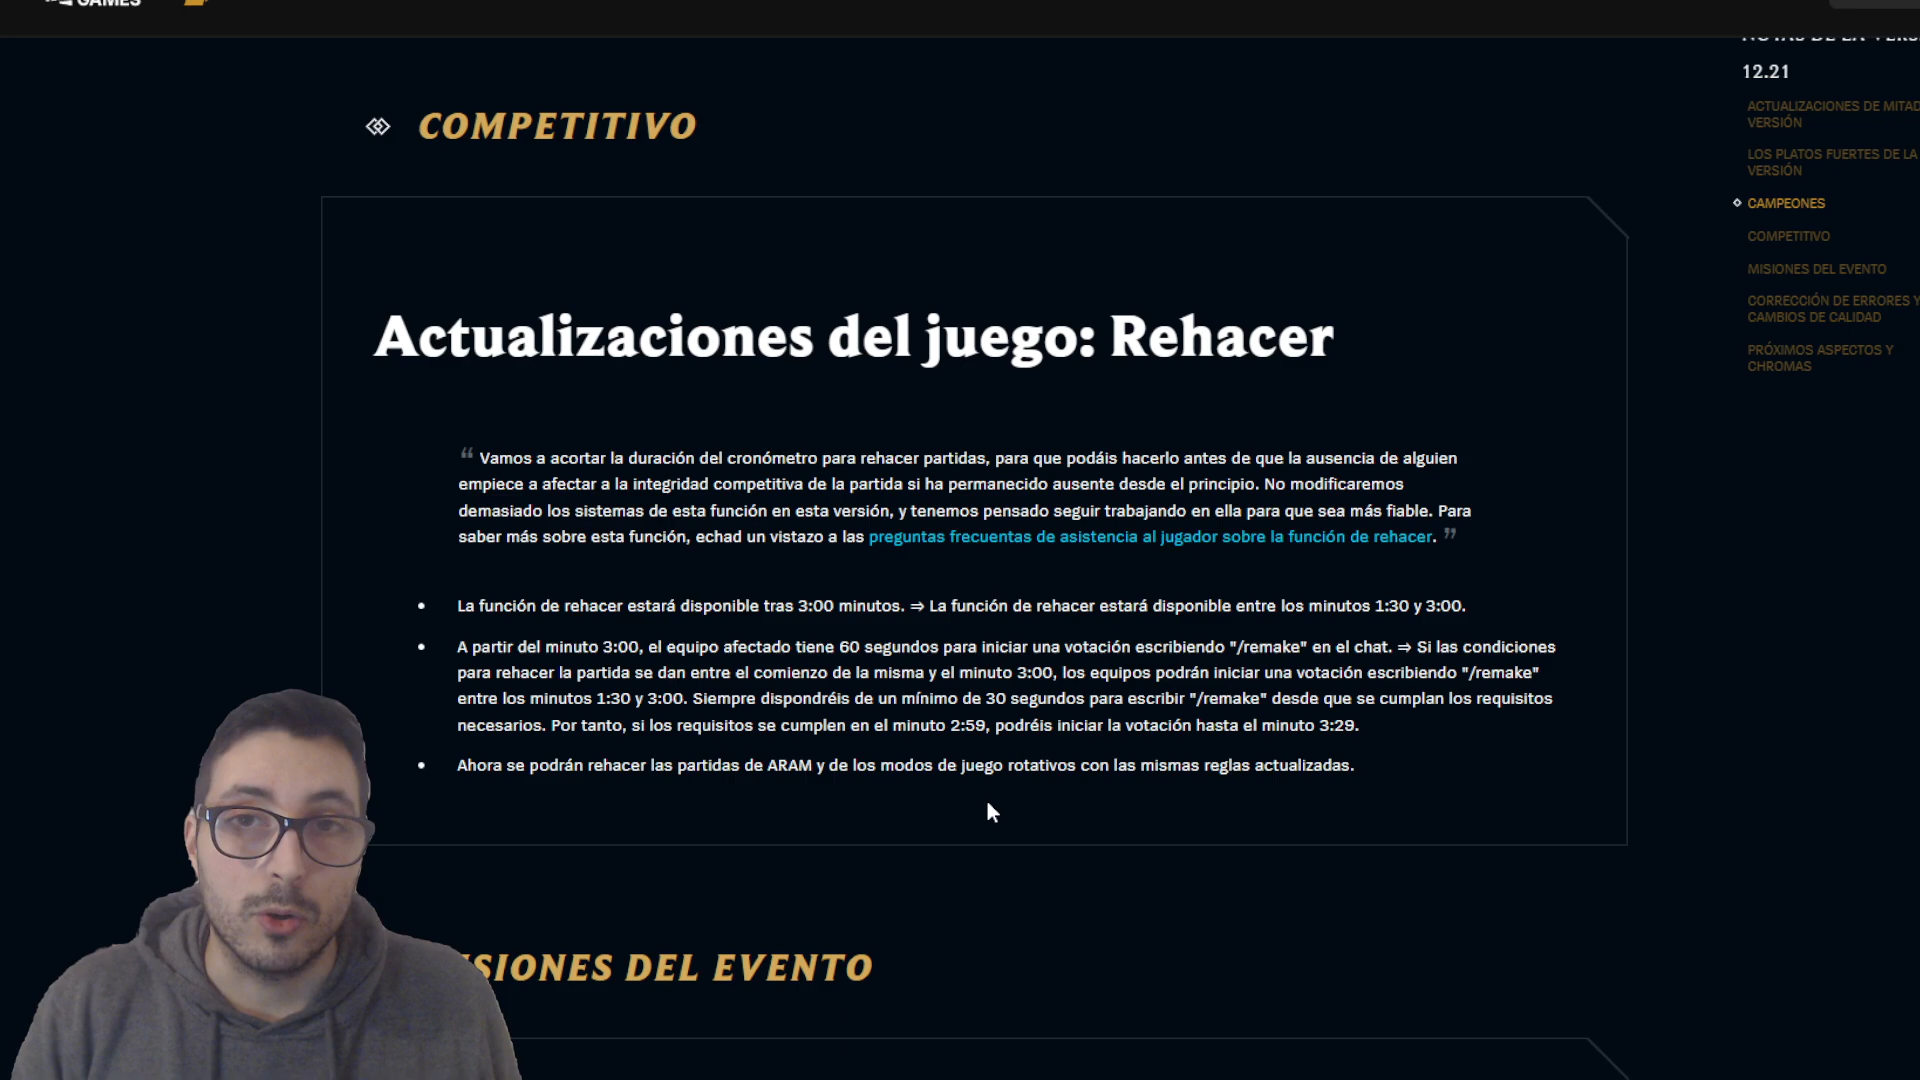 GAMES
12.21
ACTUALIZACIONES DE MITAD
VERSIÓN
LOS PLATOS FUERTES DE LA
VERSIÓN
CAMPEONES
COMPETITIVO
MISIONES DEL EVENTO
CORRECCIÓN DE ERRORES Y
CAMBIOS DE CALIDAD
PRÓXIMOS ASPECTOS Y
CHROMAS
COMPETITIVO
Actualizaciones del juego: Rehacer
“ Vamos a acortar la duración del cronómetro para rehacer partidas, para que podáis hacerlo antes de que la ausencia de alguien
empiece a afectar a la integridad competitiva de la partida si ha permanecido ausente desde el principio. No modificaremos
demasiado los sistemas de esta función en esta versión, y tenemos pensado seguir trabajando en ella para que sea más fiable. Para
saber más sobre esta función, echad un vistazo a las preguntas frecuentas de asistencia al jugador sobre la función de rehacer. ”
• La función de rehacer estará disponible tras 3:00 minutos. ⇒ La función de rehacer estará disponible entre los minutos 1:30 y 3:00.
• A partir del minuto 3:00, el equipo afectado tiene 60 segundos para iniciar una votación escribiendo "/remake" en el chat. ⇒ Si las condiciones
para rehacer la partida se dan entre el comienzo de la misma y el minuto 3:00, los equipos podrán iniciar una votación escribiendo "/remake"
entre los minutos 1:30 y 3:00. Siempre dispondréis de un mínimo de 30 segundos para escribir "/remake" desde que se cumplan los requisitos
necesarios. Por tanto, si los requisitos se cumplen en el minuto 2:59, podréis iniciar la votación hasta el minuto 3:29.
• Ahora se podrán rehacer las partidas de ARAM y de los modos de juego rotativos con las mismas reglas actualizadas.
SIONES DEL EVENTO